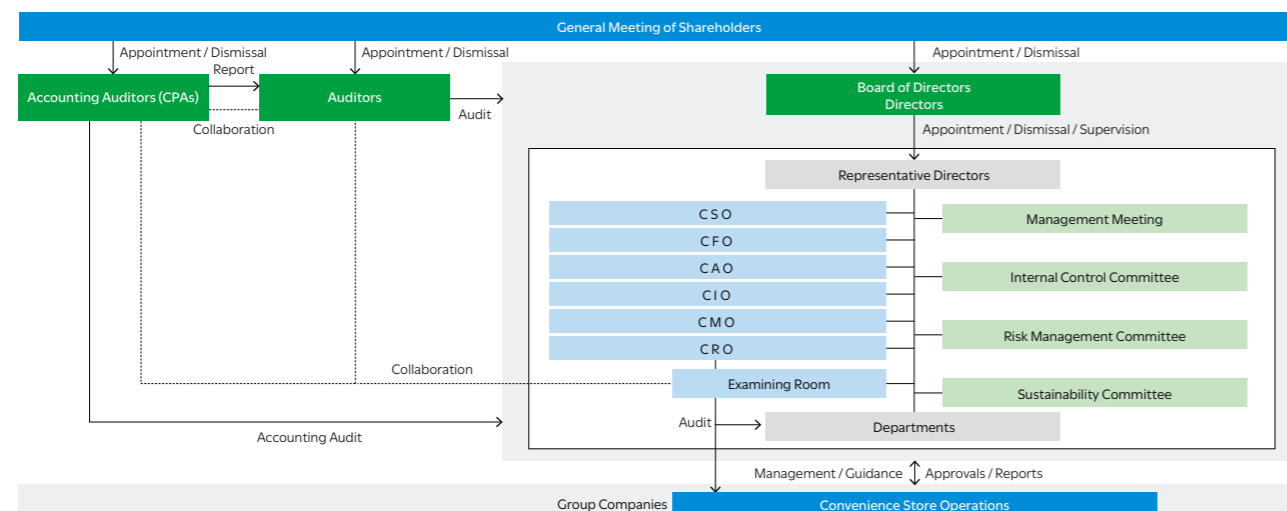 General Meeting of Shareholders
Appointment / Dismissal
Appointment / Dismissal
Appointment / Dismissal
Report
Accounting Auditors (CPAs)
Auditors
Board of Directors
Directors
Audit
Collaboration
Appointment / Dismissal / Supervision
Representative Directors
CSO
Management Meeting
CFO
CAO
Internal Control Committee
CIO
CMO
Risk Management Committee
CRO
Collaboration
Examining Room
Sustainability Committee
Audit
Departments
Accounting Audit
Management / Guidance
Approvals / Reports
Group Companies
Convenience Store Operations